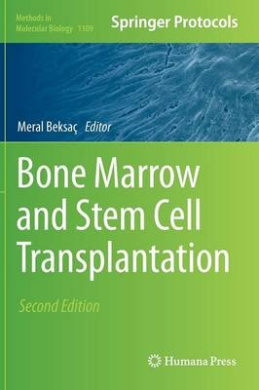 Methods in
Molecular Biology 1109
Springer Protocols
Meral Beksaç Editor
Bone Marrow
and Stem Cell
Transplantation
Second Edition
Humana Press